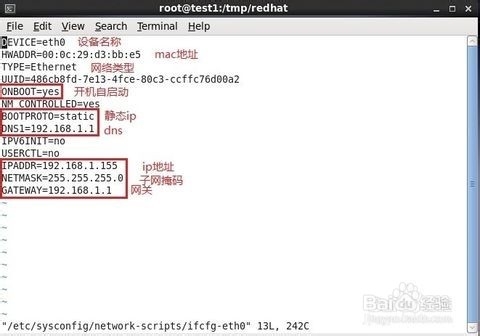 root@test1:/tmp/redhat
File Edit View Search Terminal Help
DEVICE=eth0 设备名称
HWADDR=00:0c:29:d3:bb:e5 mac地址
TYPE=Ethernet 网络类型
UUID=486cb8fd-7e13-4fce-80c3-ccffc76d00a2
ONBOOT=yes 开机自启动
NM_CONTROLLED=yes
BOOTPROTO=static 静态ip
DNS1=192.168.1.1 dns
IPV6INIT=no
USERCTL=no
IPADDR=192.168.1.155 ip地址
NETMASK=255.255.255.0 子网掩码
GATEWAY=192.168.1.1 网关
~
~
~
~
~
~
~
~
~
~
"/etc/sysconfig/network-scripts/ifcfg-eth0" 13L, 242C
Baidu经验